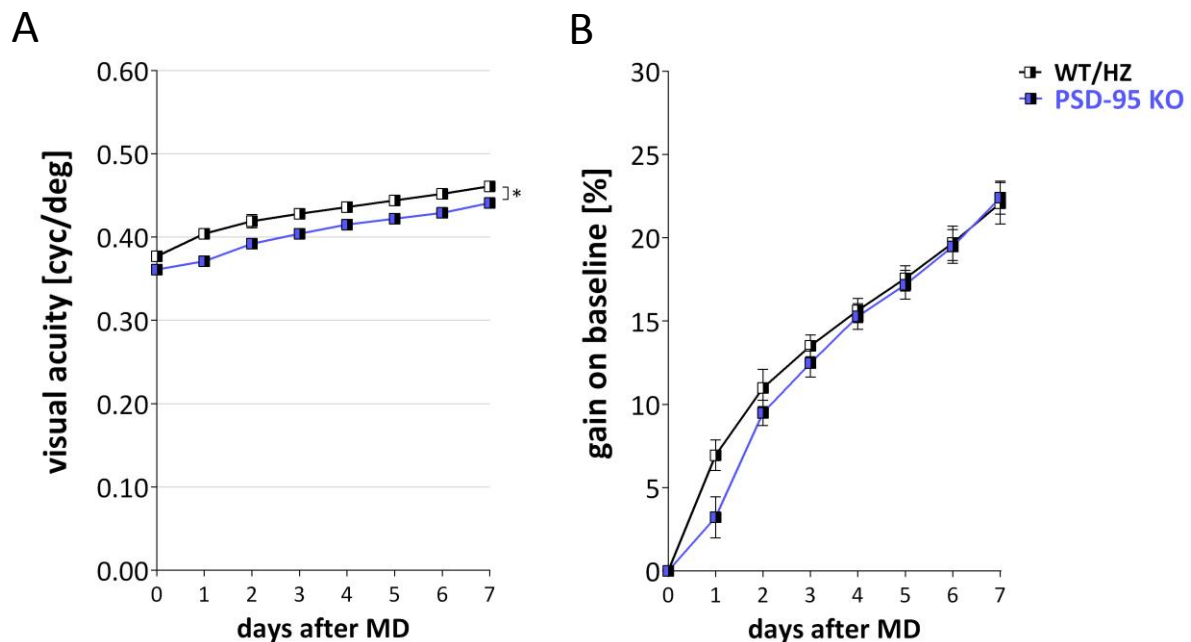 A
visual acuity [cyc/deg]
0.60
0.50
0.40
0.30
0.20
0.10
0.00
0 1 2 3 4 5 6 7
days after MD
*
B
gain on baseline [%]
30
25
20
15
10
5
0
0 1 2 3 4 5 6 7
days after MD
WT/HZ
PSD-95 KO